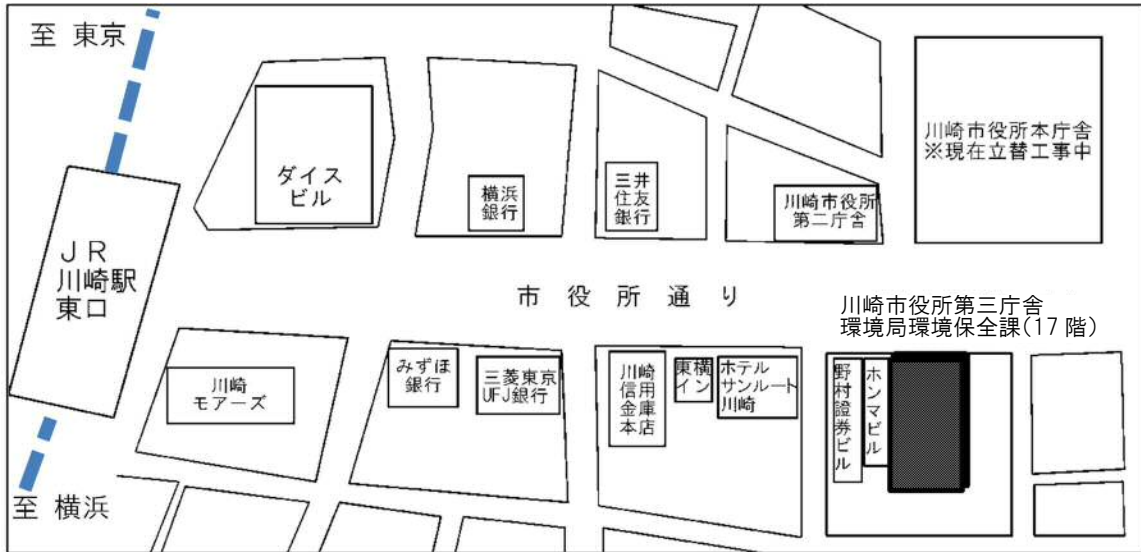 至 東京
ダイス
ビル
横浜
銀行
三井
住友
銀行
川崎市役所
第二庁舎
川崎市役所本庁舎
※現在立替工事中
JR
川崎駅
東口
市役所通り
川崎市役所第三庁舎
環境局環境保全課(17階)
川崎
モアーズ
みずほ
銀行
三菱東京
UFJ銀行
川崎
信用
金庫
本店
東横
イン
ホテル
サンルート
川崎
野村證券ビル
ホンマビル
至 横浜